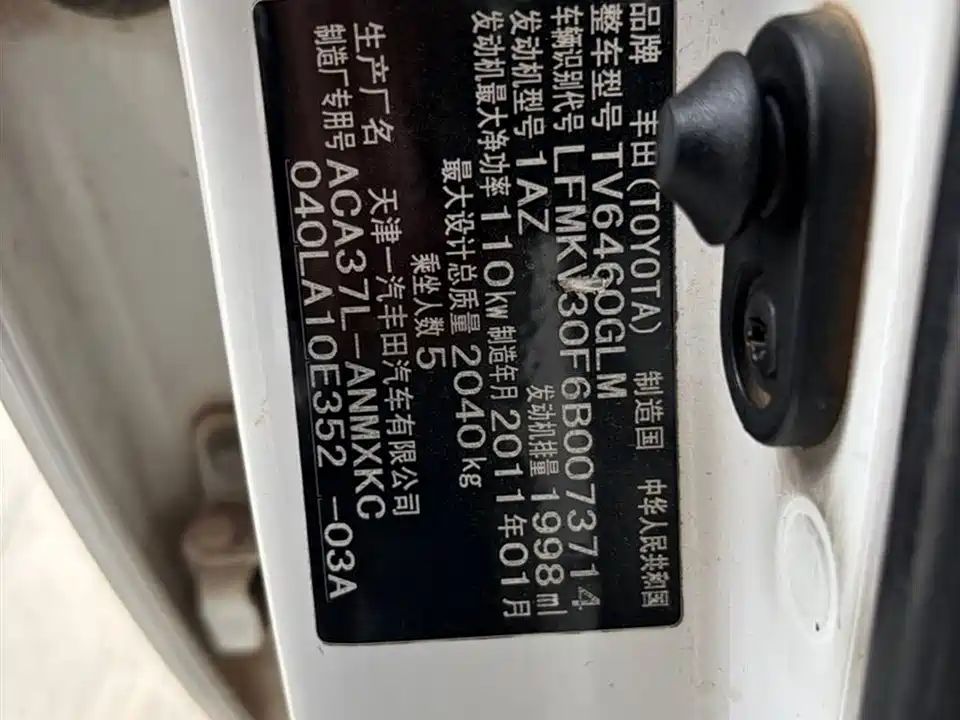 品牌 丰田(TOYOTA) 制造国 中华人民共和国
整车型号 TV6460GLM
车辆识别代号 LFMKV30F6B0073714
发动机型号 1AZ 发动机排量 1998ml
发动机最大净功率 110kw 制造年月 2011年01月
最大设计总质量 2040kg
乘坐人数 5
生产厂名 天津一汽丰田汽车有限公司
制造厂专用号 ACA37L-ANMXKC
040LA10E352 -03A